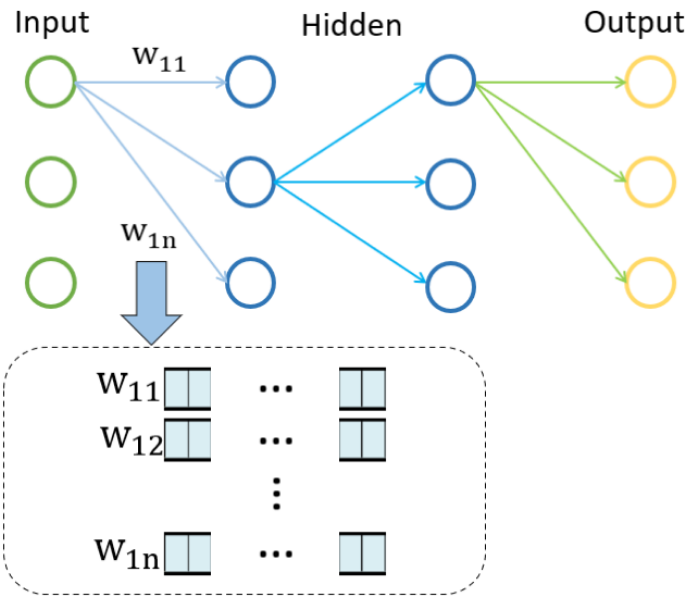 Input
Hidden
Output
w₁₁
w₁ₙ
w₁₁ ...
w₁₂ ...
⋮
w₁ₙ ...